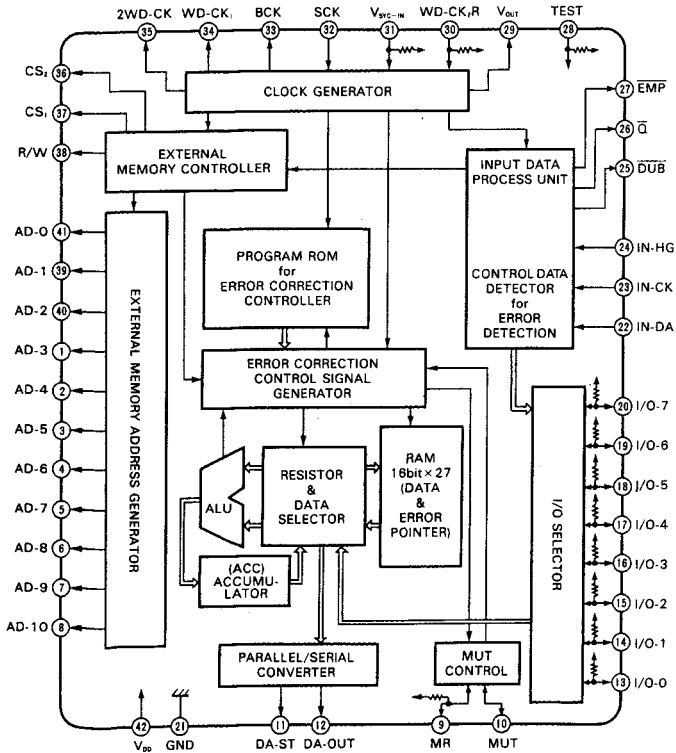 2WD-CK WD-CK₁ BCK SCK V_SYC-IN WD-CK,R V_OUT TEST
35 34 33 32 31 30 29 28
CS₂ 36
CS₁ 37
R/W 38
AD-0 41
AD-1 39
AD-2 40
AD-3 1
AD-4 2
AD-5 3
AD-6 4
AD-7 5
AD-8 6
AD-9 7
AD-10 8
CLOCK GENERATOR
EXTERNAL
MEMORY CONTROLLER
EXTERNAL MEMORY ADDRESS GENERATOR
PROGRAM ROM
for
ERROR CORRECTION
CONTROLLER
INPUT DATA
PROCESS UNIT
CONTROL DATA
DETECTOR
for
ERROR
DETECTION
27 E̅M̅P̅
26 Q̅
25 D̅U̅B̅
24 IN-HG
23 IN-CK
22 IN-DA
ERROR CORRECTION
CONTROL SIGNAL
GENERATOR
ALU
RESISTOR
&
DATA
SELECTOR
RAM
16bit × 27
(DATA
&
ERROR
POINTER)
(ACC)
ACCUMU-
LATOR
I/O SELECTOR
20 I/O-7
19 I/O-6
18 I/O-5
17 I/O-4
16 I/O-3
15 I/O-2
14 I/O-1
13 I/O-0
PARALLEL/SERIAL
CONVERTER
MUT
CONTROL
42 21 11 12 9 10
V_DD GND DA-ST DA-OUT MR MUT